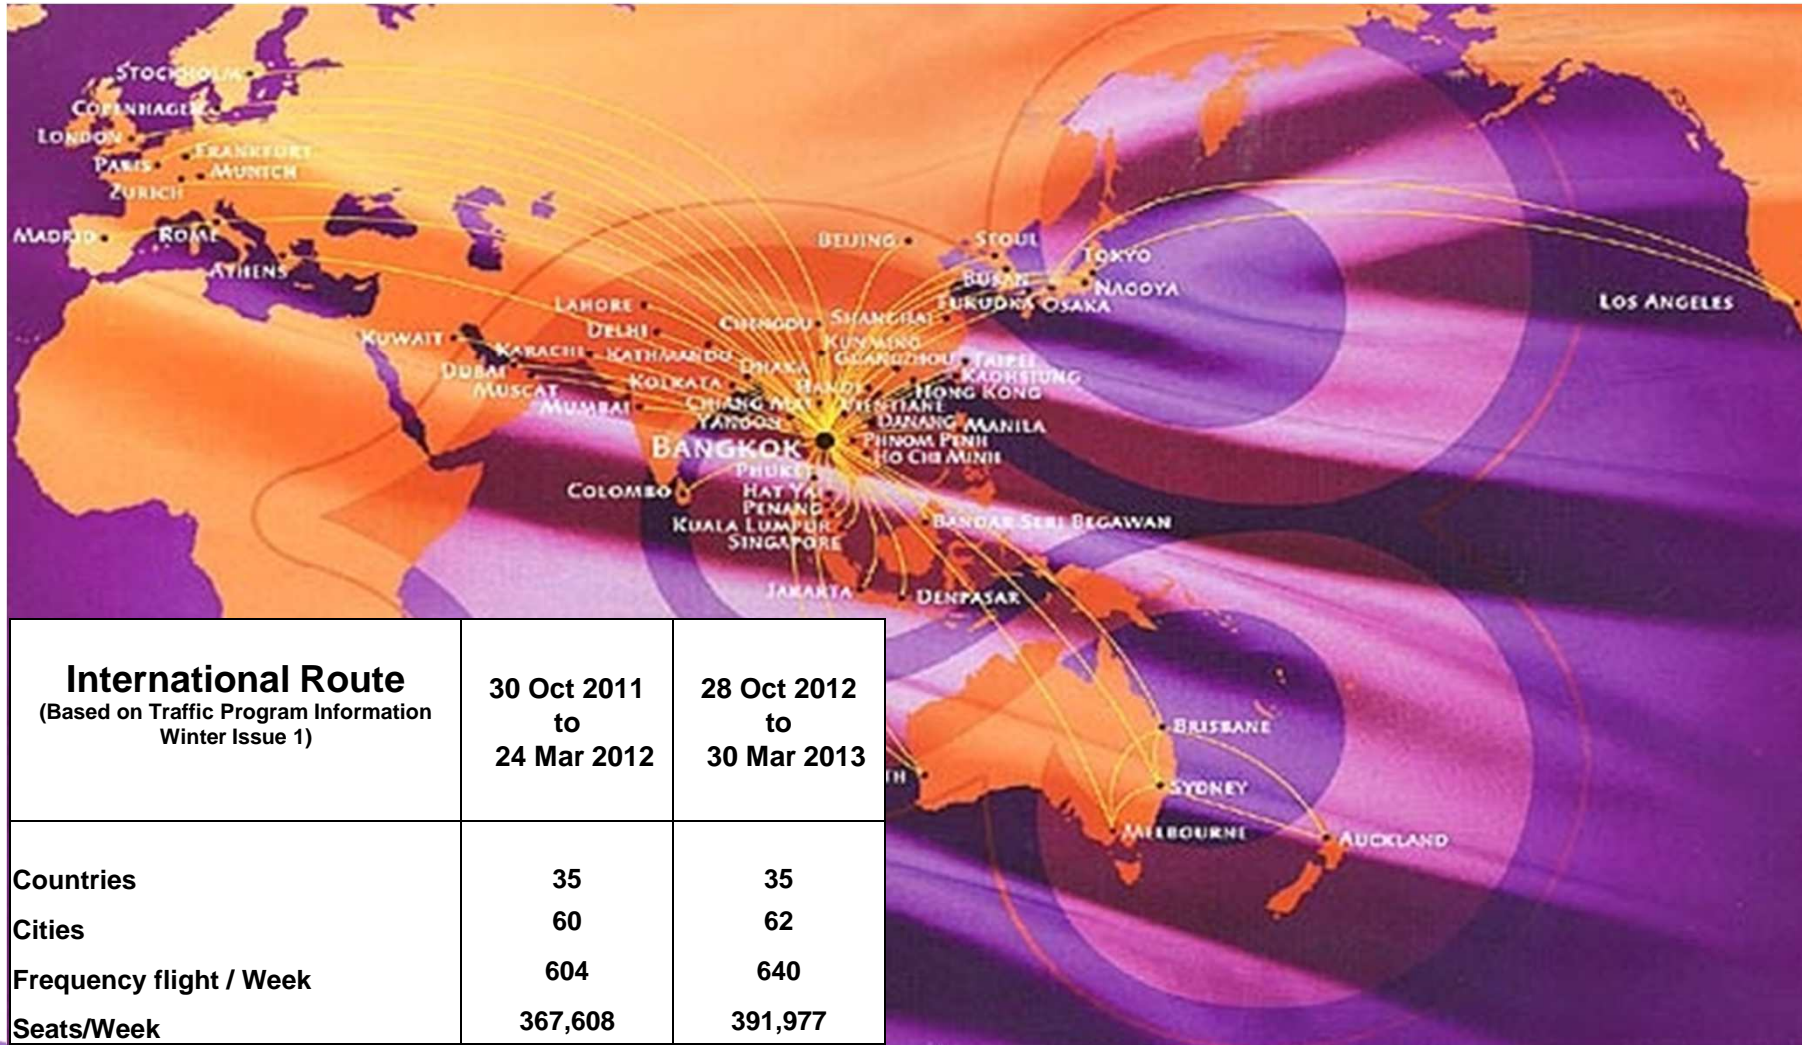 STOCKHOLM
COPENHAGEN
LONDON
FRANKFURT
PARIS
MUNICH
ZURICH
MADRID
ROME
ATHENS
BEIJING
SEOUL
TOKYO
BUSAN
NAGOYA
FUKUOKA OSAKA
LOS ANGELES
LAHORE
CHENGDU
SHANGHAI
DELHI
KUWAIT
KUNMING
KARACHI
KATHMANDU
GUANGZHOU
TAIPEI
DUBAI
DHAKA
KAOHSIUNG
MUSCAT
KOLKATA
HANOI
HONG KONG
MUMBAI
CHIANG MAI
VIENTIANE
YANGON
DANANG
MANILA
BANGKOK
PHNOM PENH
HO CHI MINH
PHUKET
COLOMBO
HAT YAI
PENANG
KUALA LUMPUR
BANDAR SERI BEGAWAN
SINGAPORE
JAKARTA
DENPASAR
BRISBANE
TH
SYDNEY
MELBOURNE
AUCKLAND
International Route
(Based on Traffic Program Information
Winter Issue 1)
30 Oct 2011
to
24 Mar 2012
28 Oct 2012
to
30 Mar 2013
Countries 35 35
Cities 60 62
Frequency flight / Week 604 640
Seats/Week 367,608 391,977